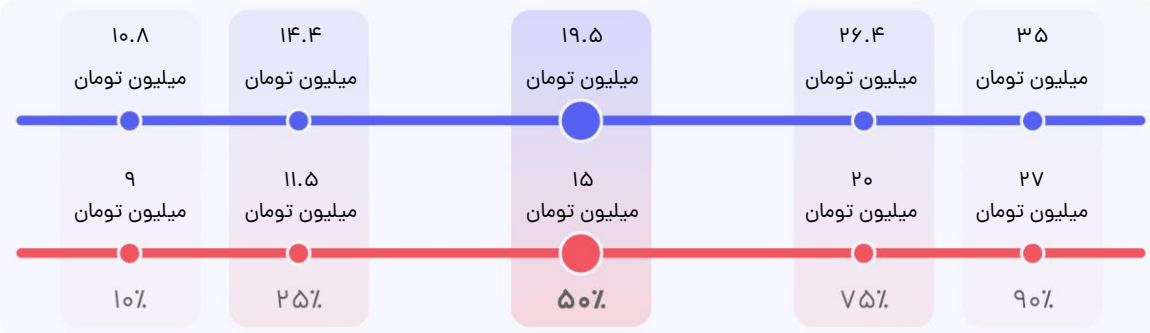 ۱۰.۸
میلیون تومان
۱۴.۴
میلیون تومان
۱۹.۵
میلیون تومان
۲۶.۴
میلیون تومان
۳۵
میلیون تومان
۹
میلیون تومان
۱۱.۵
میلیون تومان
۱۵
میلیون تومان
۲۰
میلیون تومان
۲۷
میلیون تومان
۱۰٪
۲۵٪
۵۰٪
۷۵٪
۹۰٪